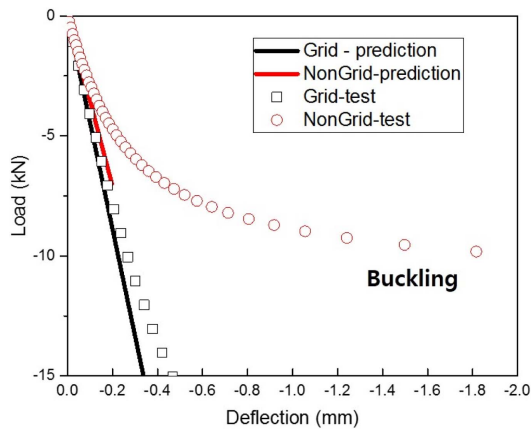 0
-5
-10
-15
Load (kN)
Grid - prediction
NonGrid-prediction
Grid-test
NonGrid-test
Buckling
0.0 -0.2 -0.4 -0.6 -0.8 -1.0 -1.2 -1.4 -1.6 -1.8 -2.0
Deflection (mm)